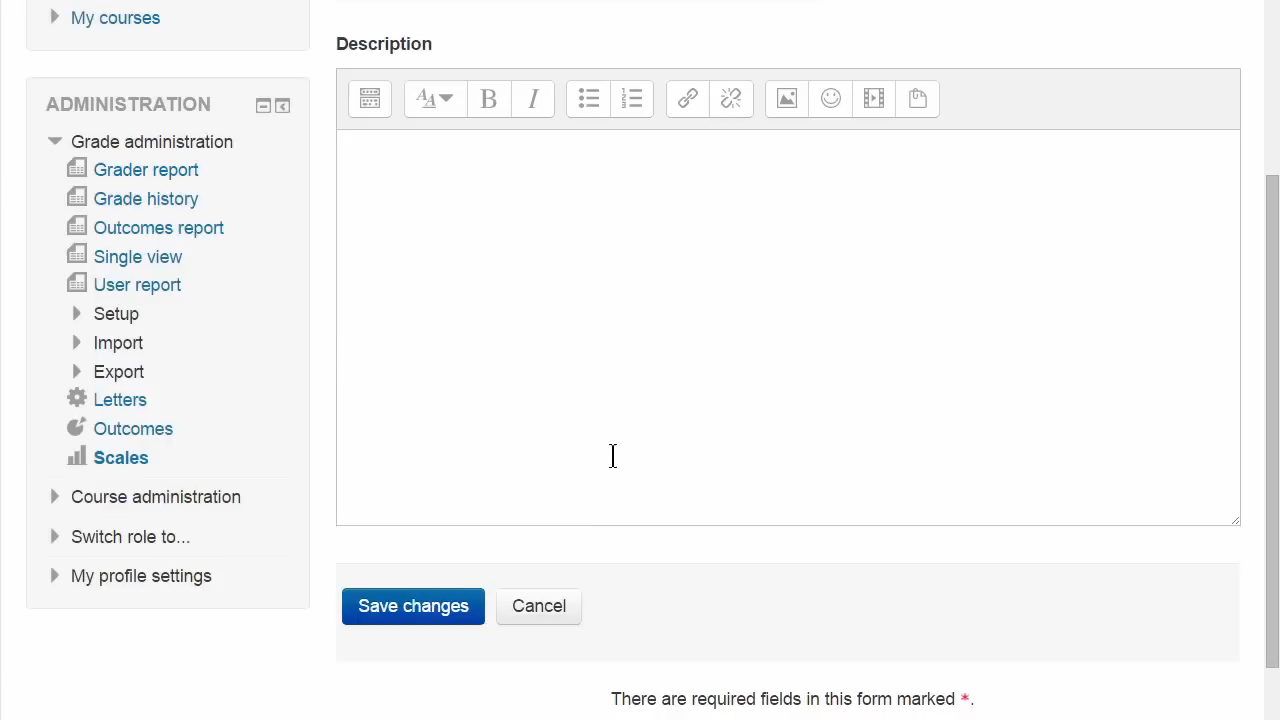 My courses
Description
ADMINISTRATION
Grade administration
Grader report
Grade history
Outcomes report
Single view
User report
Setup
Import
Export
Letters
Outcomes
Scales
Course administration
Switch role to...
My profile settings
Save changes
Cancel
There are required fields in this form marked *.